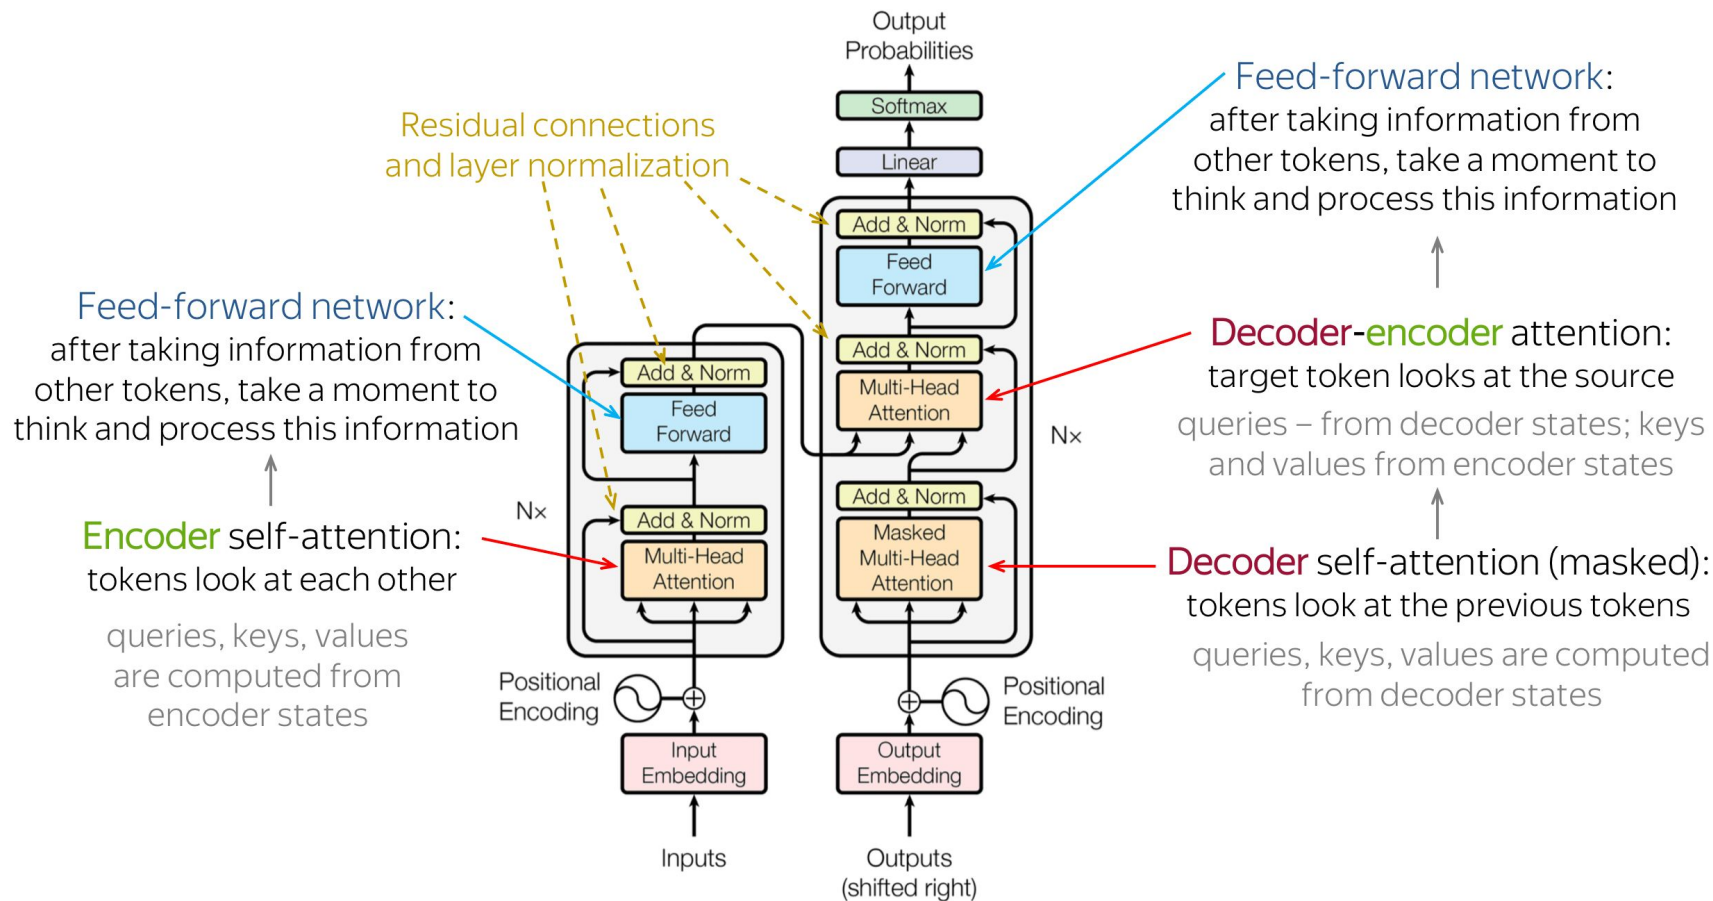 Output
Probabilities
Softmax
Linear
Add & Norm
Feed
Forward
Add & Norm
Multi-Head
Attention
N×
Add & Norm
Masked
Multi-Head
Attention
Positional
Encoding
Output
Embedding
Outputs
(shifted right)
Residual connections
and layer normalization
Add & Norm
Feed
Forward
N×
Add & Norm
Multi-Head
Attention
Positional
Encoding
Input
Embedding
Inputs
Feed-forward network:
after taking information from
other tokens, take a moment to
think and process this information
Encoder self-attention:
tokens look at each other
queries, keys, values
are computed from
encoder states
Feed-forward network:
after taking information from
other tokens, take a moment to
think and process this information
Decoder-encoder attention:
target token looks at the source
queries – from decoder states; keys
and values from encoder states
Decoder self-attention (masked):
tokens look at the previous tokens
queries, keys, values are computed
from decoder states